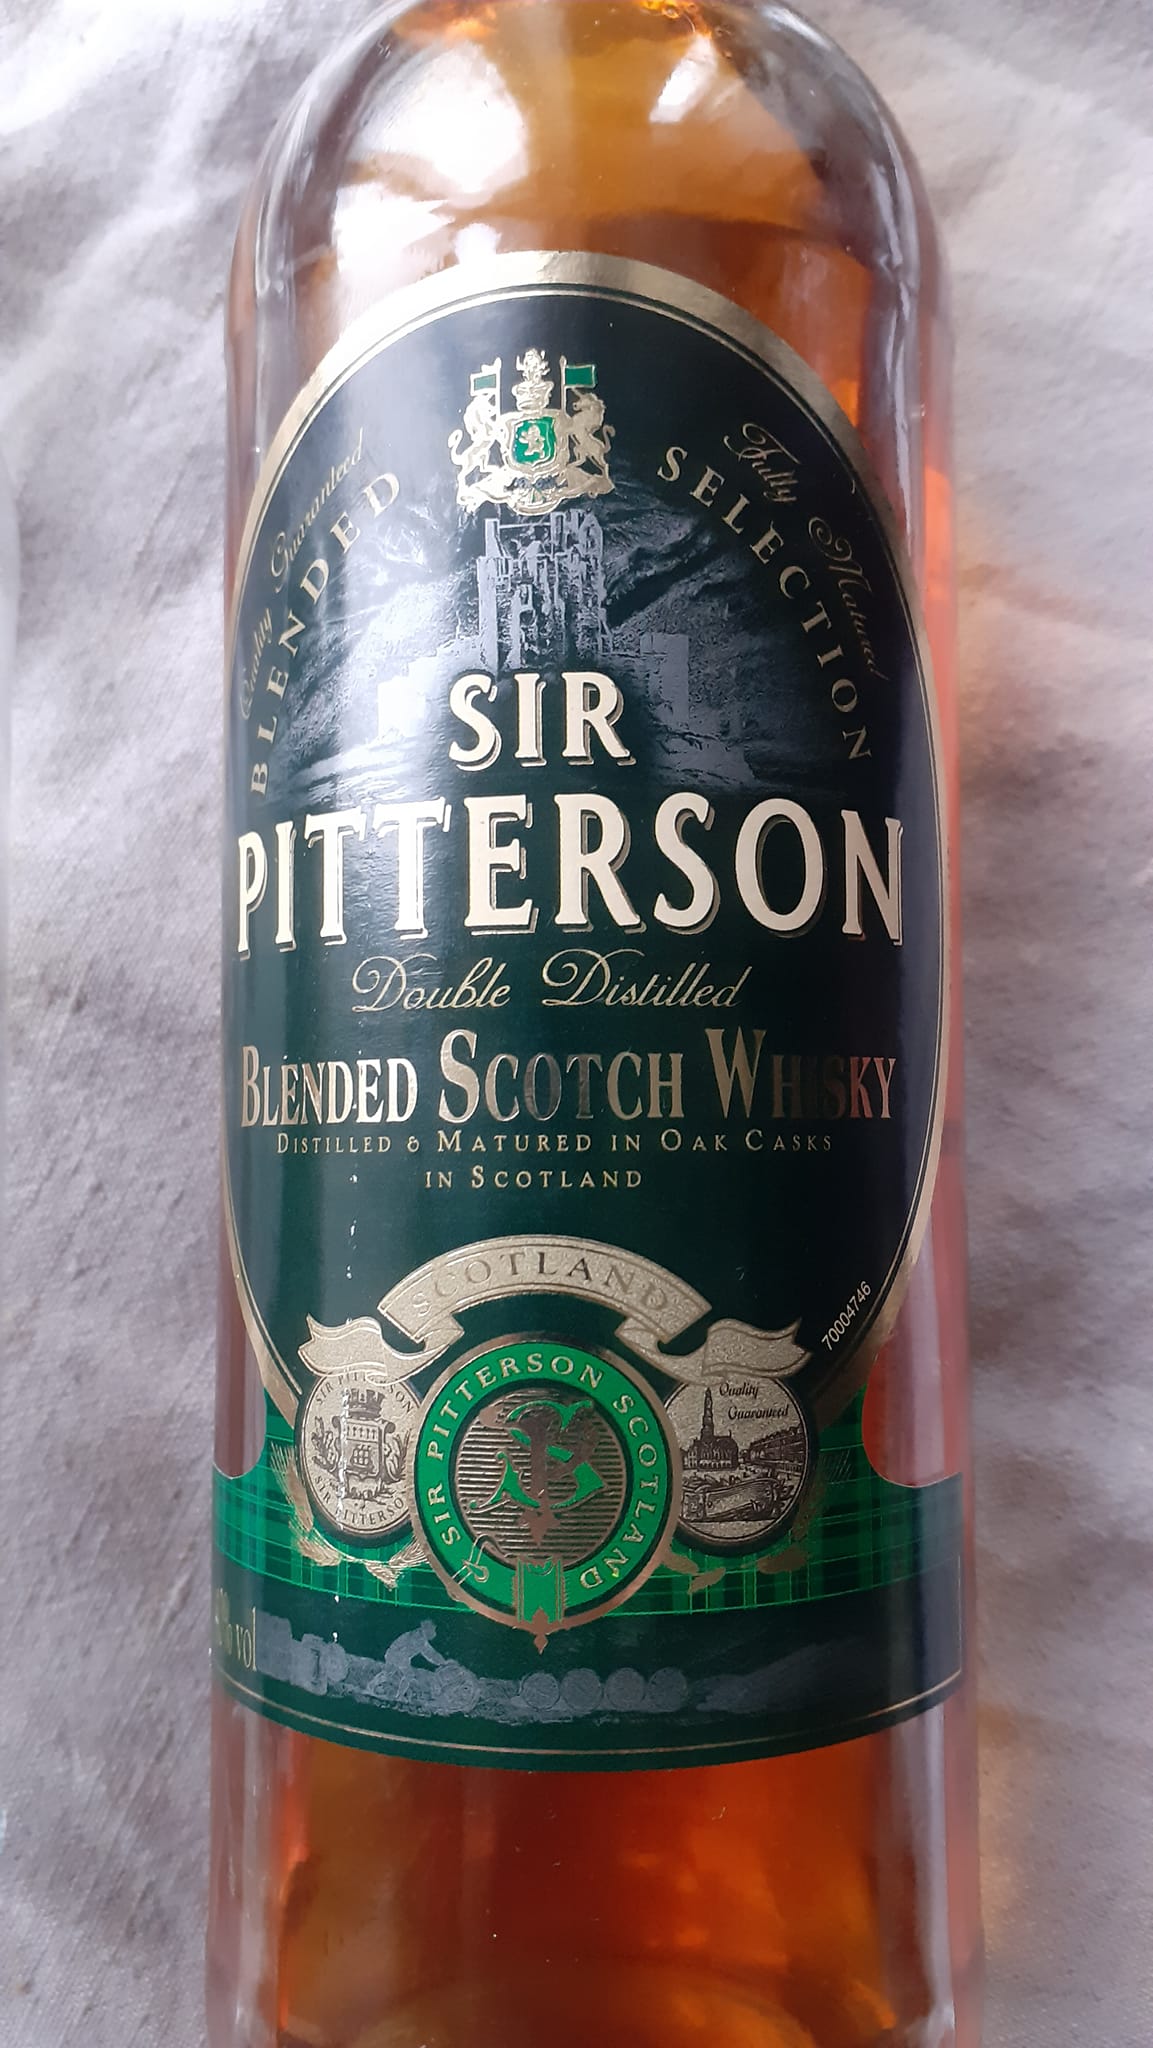 Quality Guaranteed
BLENDED
Fully Matured
SELECTION
SIR
PITTERSON
Double Distilled
BLENDED SCOTCH WHISKY
DISTILLED & MATURED IN OAK CASKS
IN SCOTLAND
SCOTLAND
70004746
SIR PITTERSON
SIR PITTERSON
SIR PITTERSON SCOTLAND
Quality
Guaranteed
% vol